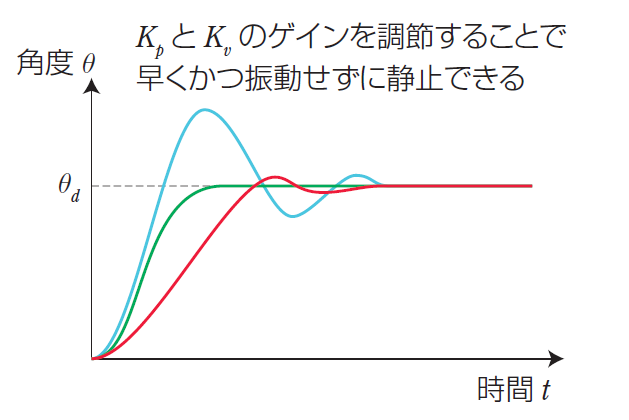 K_p と K_v のゲインを調節することで
早くかつ振動せずに静止できる
角度 θ
θ_d
時間 t